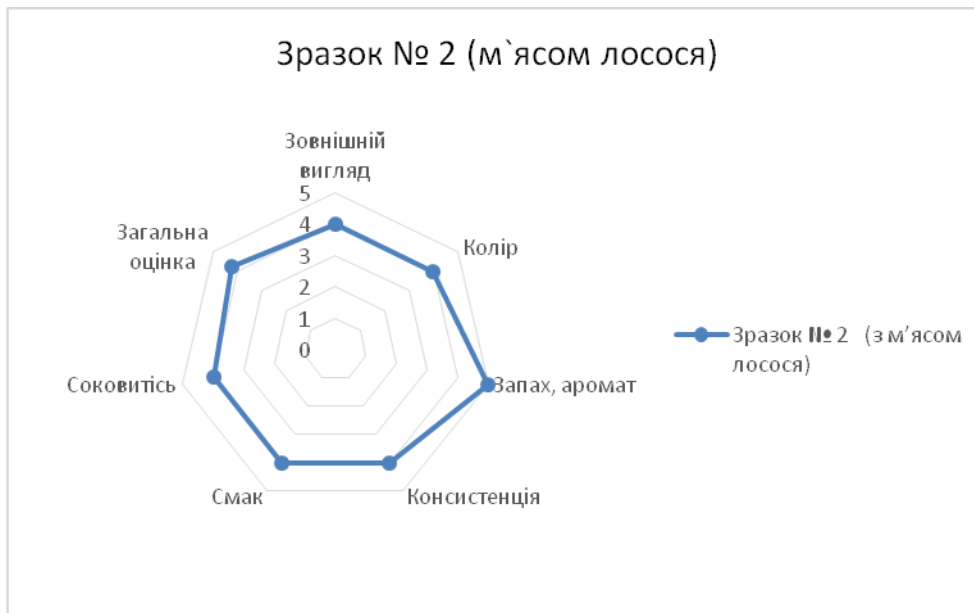 Зразок № 2 (м`ясом лосося)
Зовнішній
вигляд
5
4
3
2
1
0
Колір
Запах, аромат
Консистенція
Смак
Соковитісь
Загальна
оцінка
Зразок № 2 (з м’ясом
лосося)